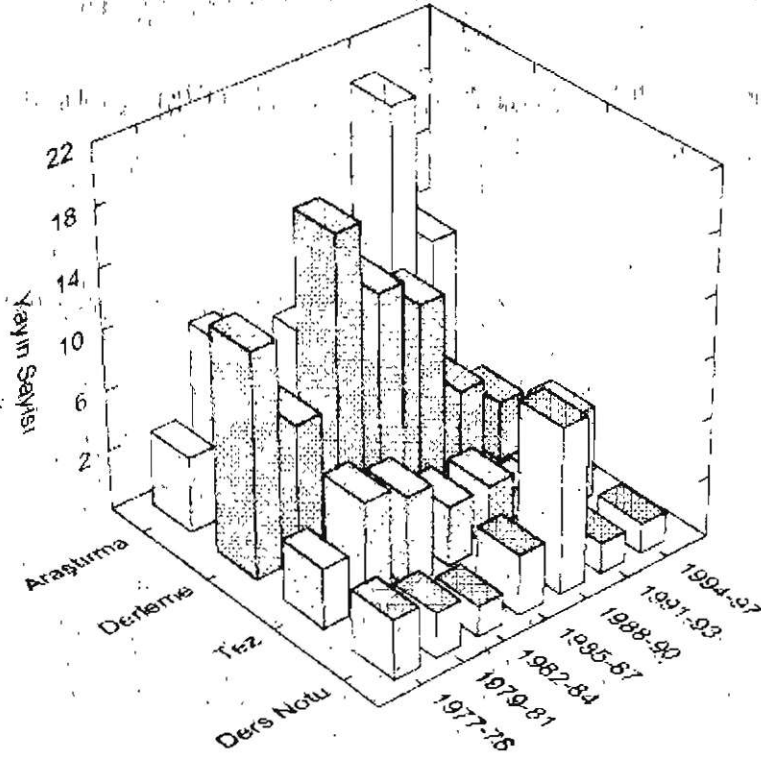 22
18
14
10
6
2
Yayın Sayısı
Araştırma
Derleme
Tez
Ders Notu
1977-78
1979-81
1982-84
1985-87
1988-90
1991-93
1994-97